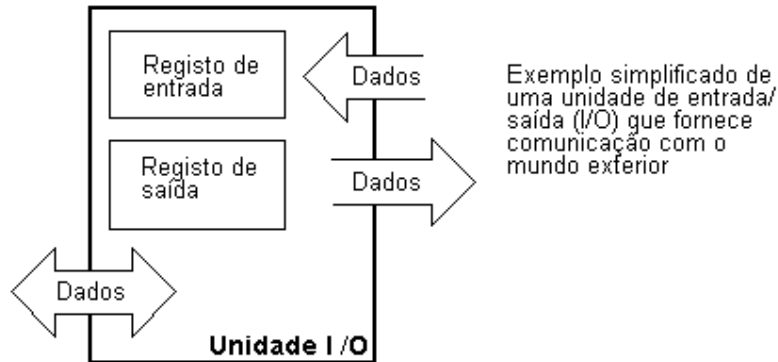 Registo de
entrada
Dados
Registo de
saída
Dados
Dados
Unidade I /O
Exemplo simplificado de
uma unidade de entrada/
saída (I/O) que fornece
comunicação com o
mundo exterior